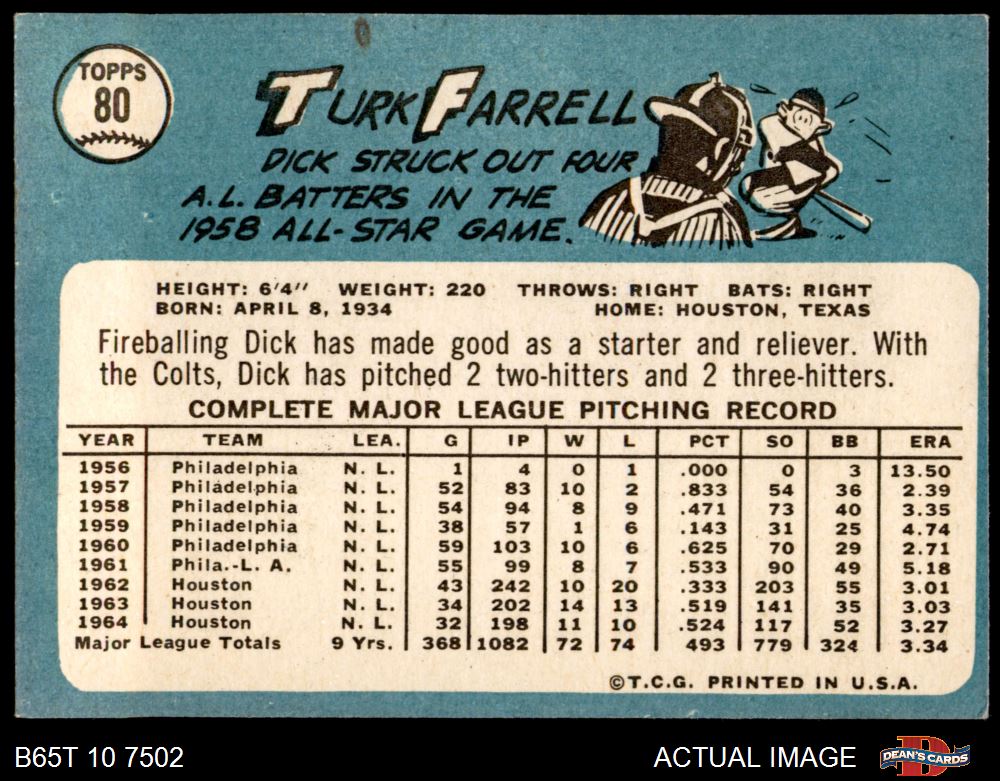 TOPPS
80
TURK FARRELL
DICK STRUCK OUT FOUR
A.L. BATTERS IN THE
1958 ALL-STAR GAME.
HEIGHT: 6'4" WEIGHT: 220 THROWS: RIGHT BATS: RIGHT
BORN: APRIL 8, 1934 HOME: HOUSTON, TEXAS
Fireballing Dick has made good as a starter and reliever. With
the Colts, Dick has pitched 2 two-hitters and 2 three-hitters.
COMPLETE MAJOR LEAGUE PITCHING RECORD
YEAR TEAM LEA. G IP W L PCT SO BB ERA
1956 Philadelphia N. L. 1 4 0 1 .000 0 3 13.50
1957 Philadelphia N. L. 52 83 10 2 .833 54 36 2.39
1958 Philadelphia N. L. 54 94 8 9 .471 73 40 3.35
1959 Philadelphia N. L. 38 57 1 6 .143 31 25 4.74
1960 Philadelphia N. L. 59 103 10 6 .625 70 29 2.71
1961 Phila.-L. A. N. L. 55 99 8 7 .533 90 49 5.18
1962 Houston N. L. 43 242 10 20 .333 203 55 3.01
1963 Houston N. L. 34 202 14 13 .519 141 35 3.03
1964 Houston N. L. 32 198 11 10 .524 117 52 3.27
Major League Totals 9 Yrs. 368 1082 72 74 493 779 324 3.34
©T.C.G. PRINTED IN U.S.A.
B65T 10 7502 ACTUAL IMAGE DEAN'S CARDS